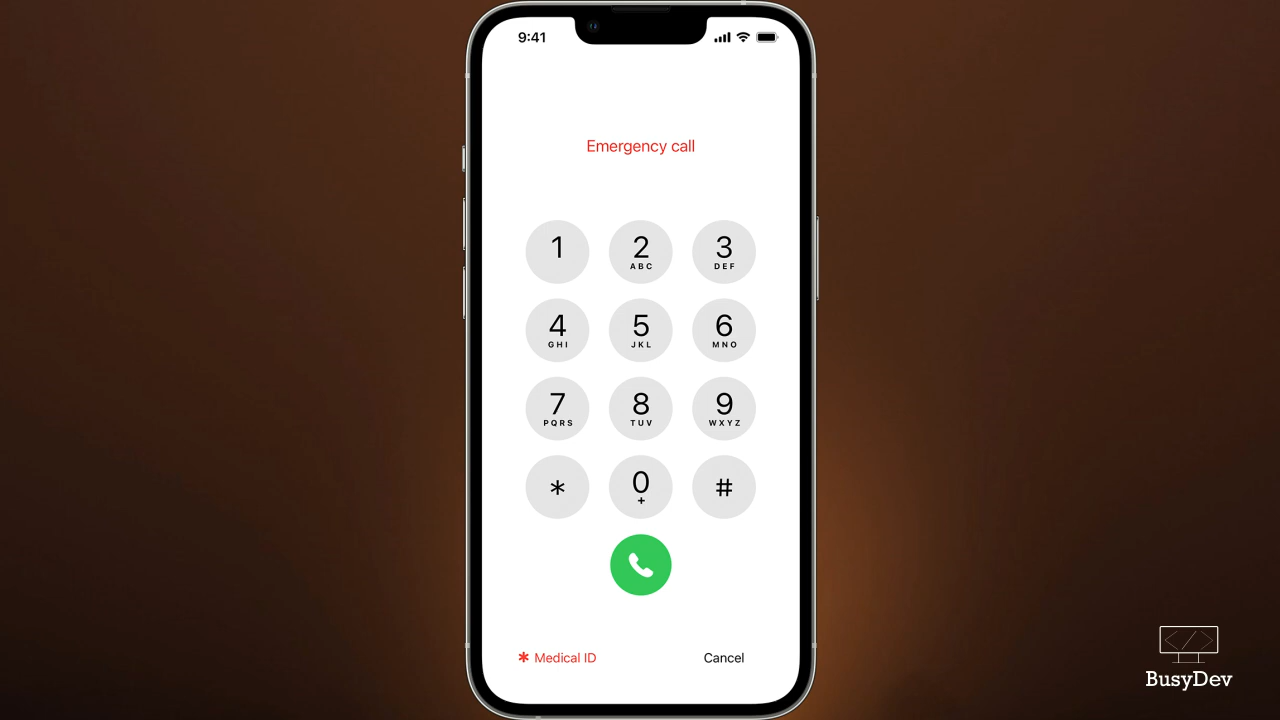 9:41
Emergency call
1
2
ABC
3
DEF
4
GHI
5
JKL
6
MNO
7
PQRS
8
TUV
9
WXYZ
*
0
+
#
* Medical ID
Cancel
</>
BusyDev